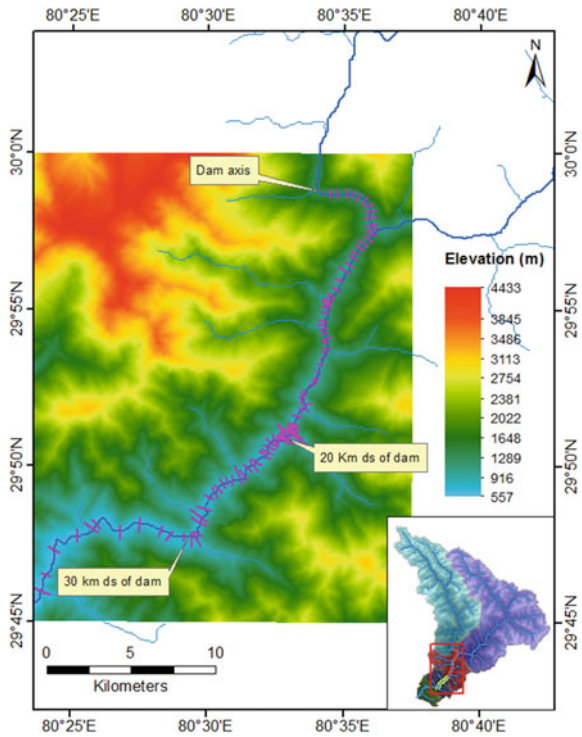 80°25'E 80°30'E 80°35'E 80°40'E
N
30°0'N
30°0'N
Dam axis
Elevation (m)
4433
3845
3486
3113
2754
2381
2022
1648
1289
916
557
29°55'N
29°55'N
29°50'N
29°50'N
20 Km ds of dam
30 km ds of dam
29°45'N
29°45'N
0 5 10
Kilometers
80°25'E 80°30'E 80°35'E 80°40'E